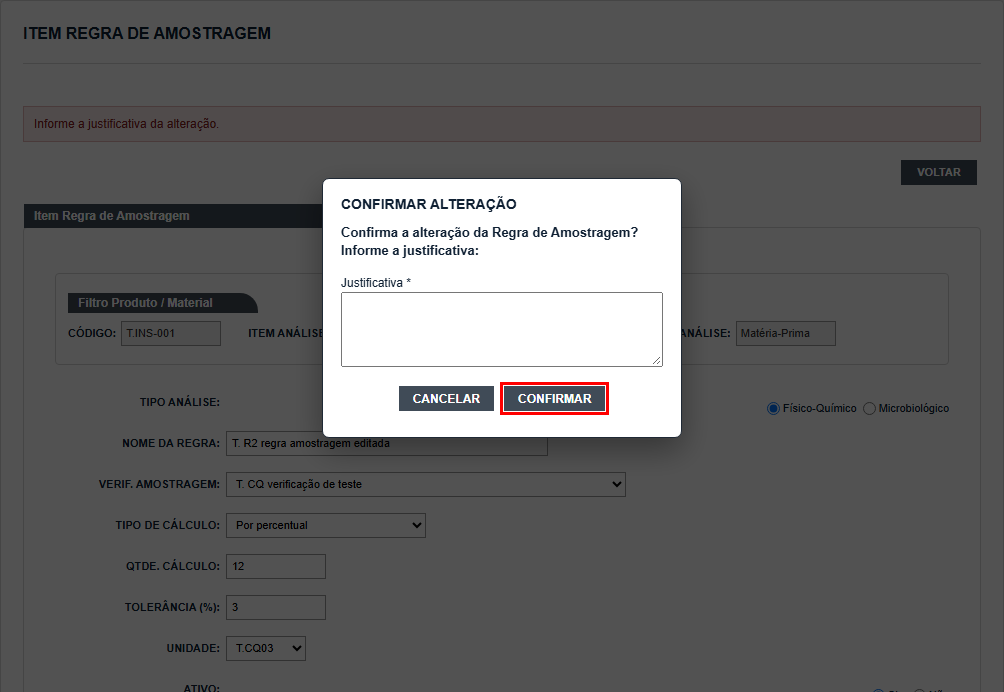 ITEM REGRA DE AMOSTRAGEM
Informe a justificativa da alteração.
VOLTAR
Item Regra de Amostragem
CONFIRMAR ALTERAÇÃO
Confirma a alteração da Regra de Amostragem?
Informe a justificativa:
Justificativa *
CANCELAR CONFIRMAR
Filtro Produto / Material
CÓDIGO: T.INS-001 ITEM ANÁLISE ANÁLISE: Matéria-Prima
TIPO ANÁLISE: Físico-Químico Microbiológico
NOME DA REGRA: T. R2 regra amostragem editada
VERIF. AMOSTRAGEM: T. CQ verificação de teste
TIPO DE CÁLCULO: Por percentual
QTDE. CÁLCULO: 12
TOLERÂNCIA (%): 3
UNIDADE: T.CQ03
ATIVO: